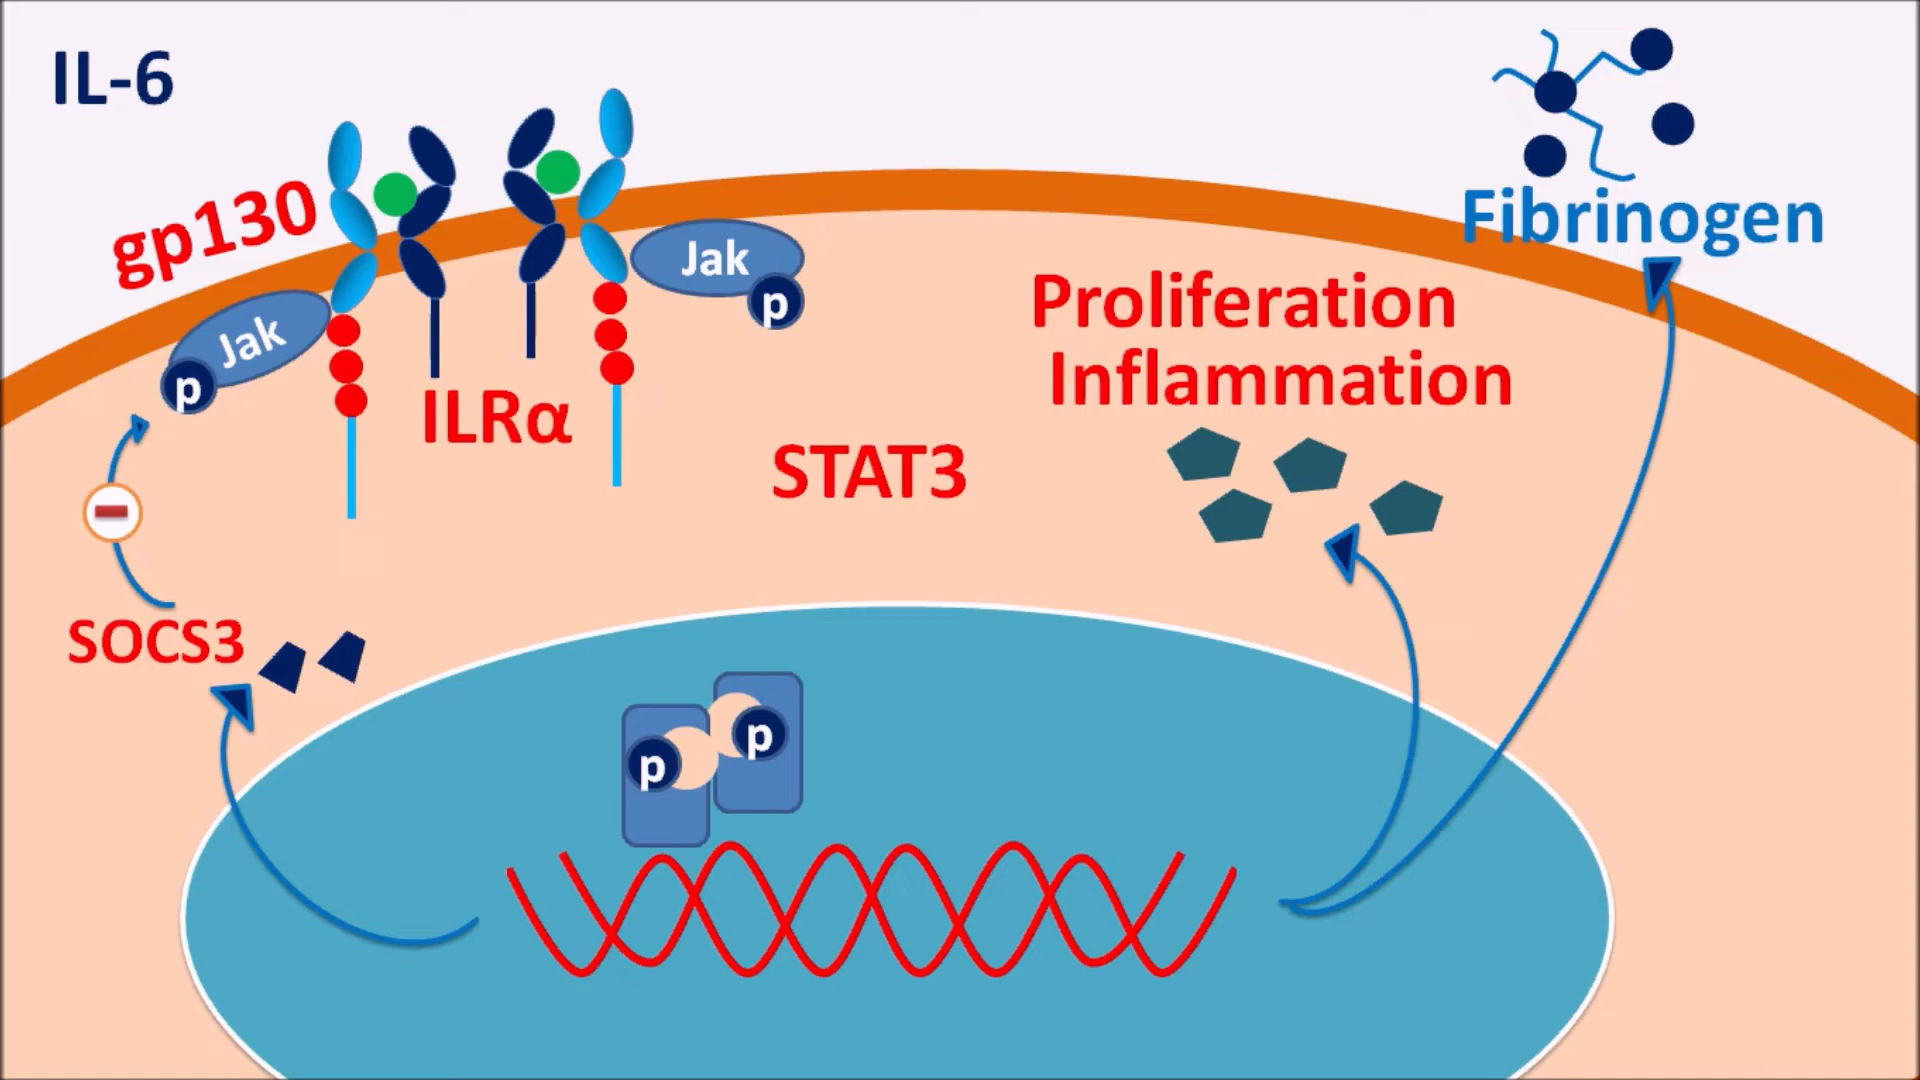 IL-6
gp130
Jak
p
Jak
p
ILRα
STAT3
Proliferation
Inflammation
Fibrinogen
SOCS3
p
p